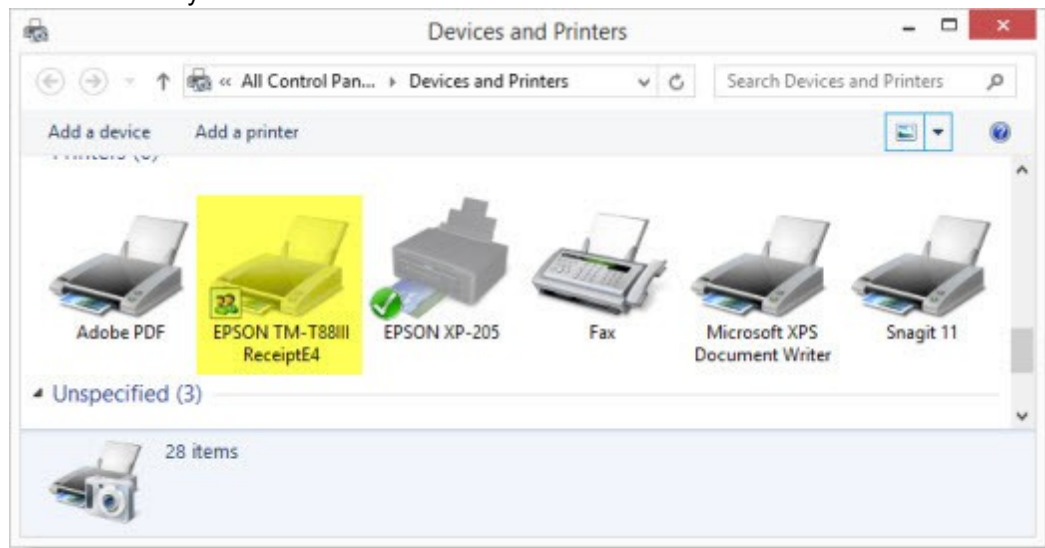 Devices and Printers
« All Control Pan... ▸ Devices and Printers
Search Devices and Printers
Add a device Add a printer
Adobe PDF
EPSON TM-T88III
ReceiptE4
EPSON XP-205
Fax
Microsoft XPS
Document Writer
Snagit 11
Unspecified (3)
28 items